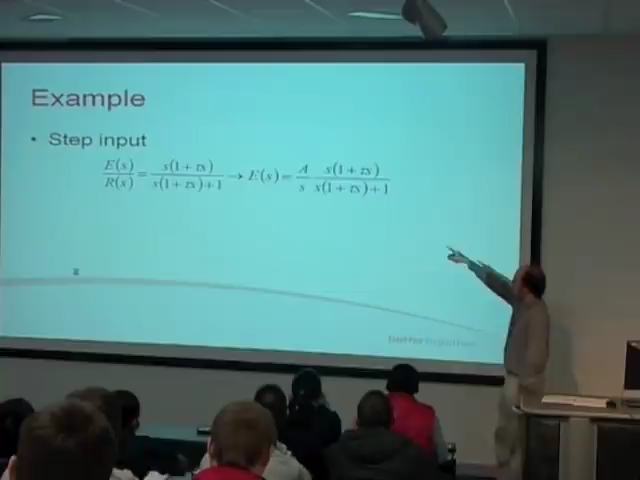 Example
• Step input
E(s)/R(s) = s(1+τs)/(s(1+τs)+1) → E(s) = A/s s(1+τs)/(s(1+τs)+1)